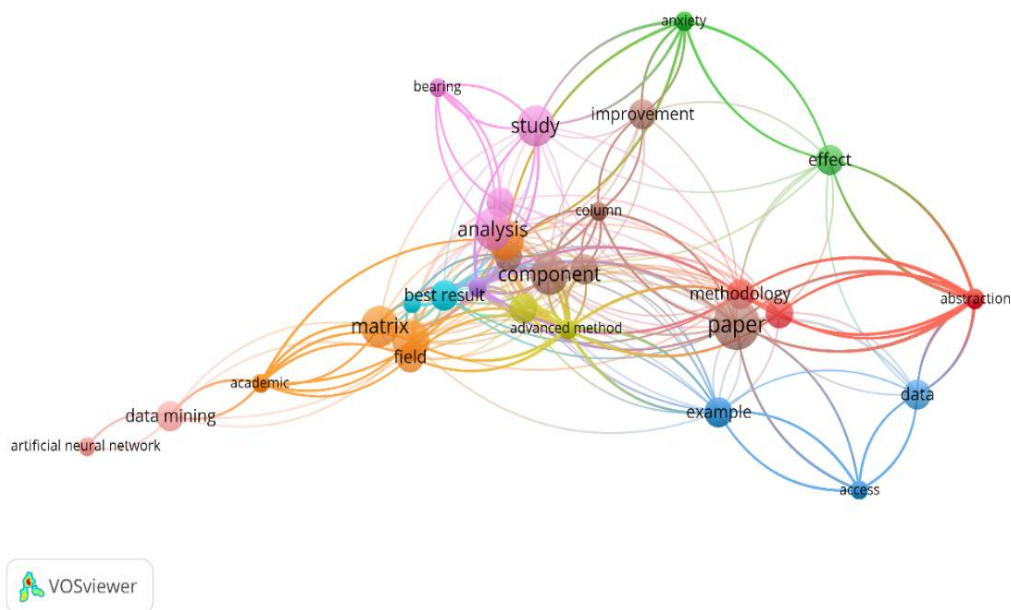 anxiety
bearing
improvement
study
effect
column
analysis
component
methodology
abstraction
best result
advanced method
paper
matrix
field
academic
data
example
data mining
artificial neural network
access
VOSviewer